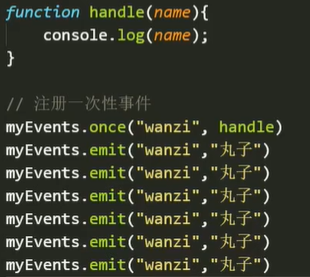 function handle(name){
    console.log(name);
}
// 注册一次性事件
myEvents.once("wanzi", handle)
myEvents.emit("wanzi","丸子")
myEvents.emit("wanzi","丸子")
myEvents.emit("wanzi","丸子")
myEvents.emit("wanzi","丸子")
myEvents.emit("wanzi","丸子")
myEvents.emit("wanzi","丸子")